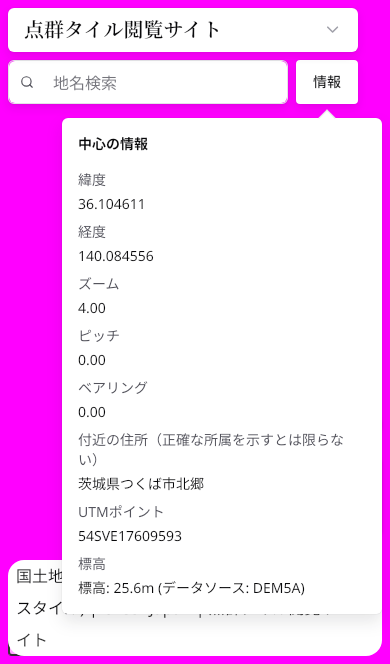 点群タイル閲覧サイト
地名検索
情報
中心の情報
緯度
36.104611
経度
140.084556
ズーム
4.00
ピッチ
0.00
ベアリング
0.00
付近の住所（正確な所属を示すとは限らな
い）
茨城県つくば市北郷
UTMポイント
54SVE17609593
標高
標高: 25.6m (データソース: DEM5A)
国土地
スタイ
イト